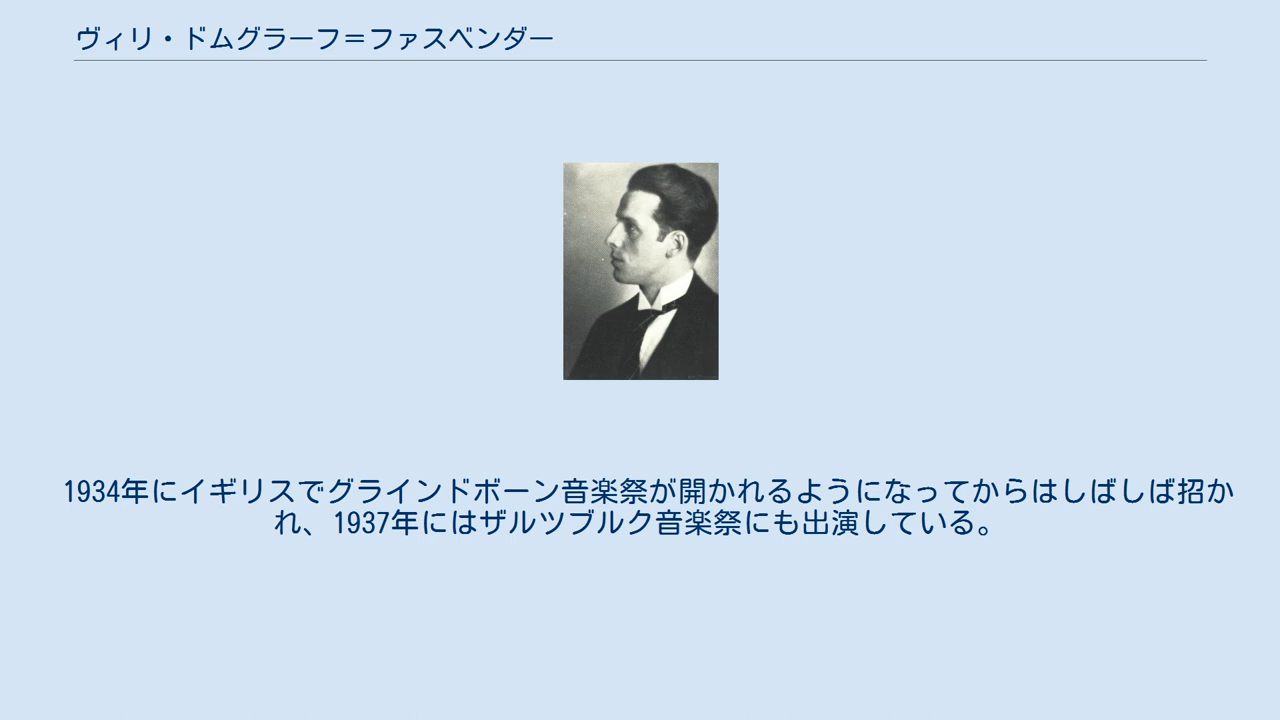 ヴィリ・ドムグラーフ＝ファスベンダー
1934年にイギリスでグラインドボーン音楽祭が開かれるようになってからはしばしば招か
れ、1937年にはザルツブルク音楽祭にも出演している。